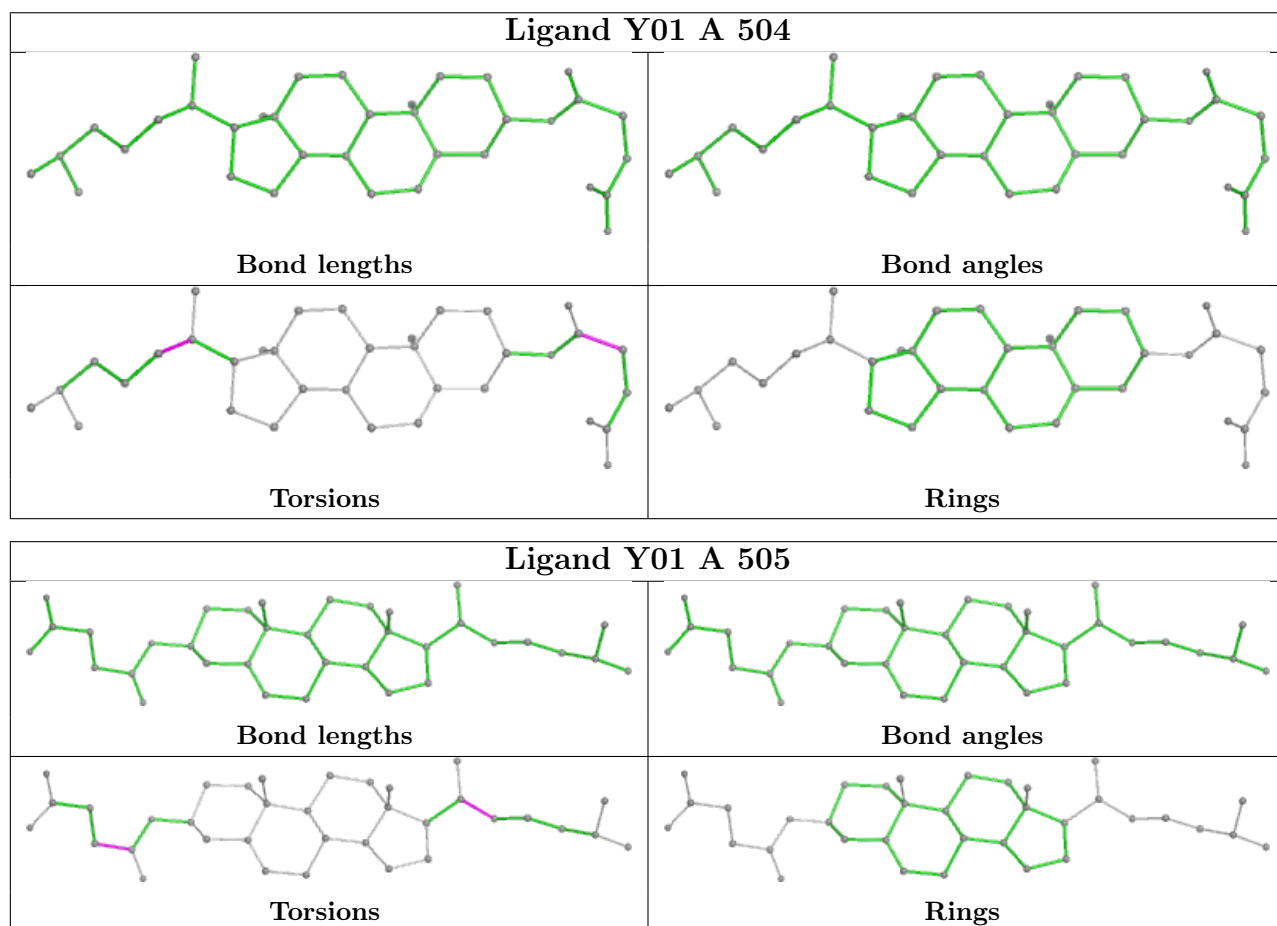 Ligand Y01 A 504
Bond lengths
Bond angles
Torsions
Rings
Ligand Y01 A 505
Bond lengths
Bond angles
Torsions
Rings